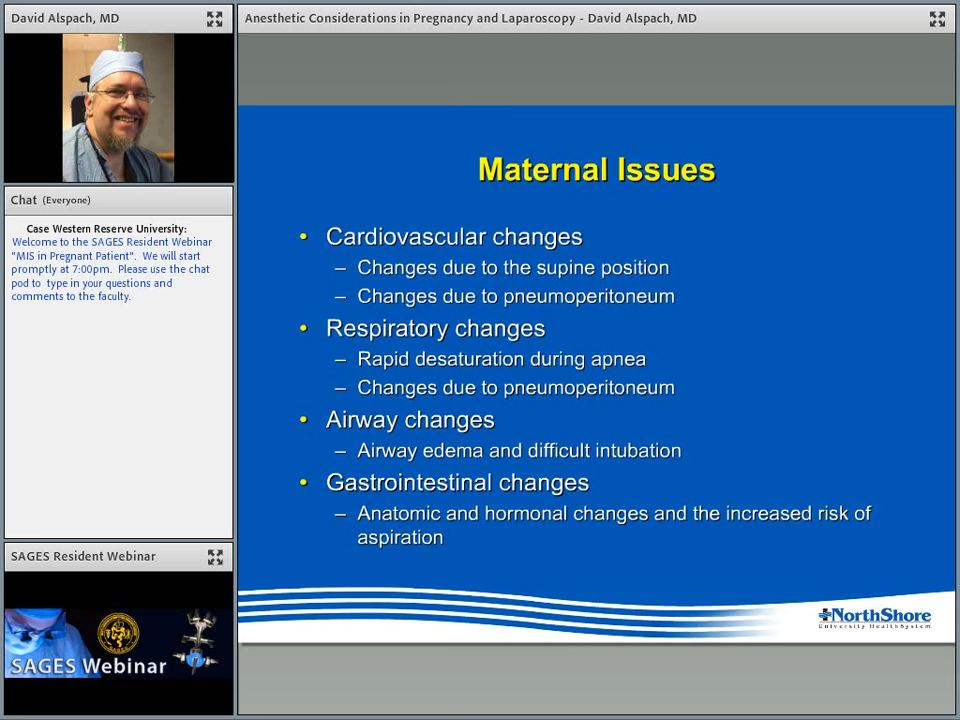 David Alspach, MD
Anesthetic Considerations in Pregnancy and Laparoscopy - David Alspach, MD
Chat (Everyone)
Case Western Reserve University:
Welcome to the SAGES Resident Webinar
"MIS in Pregnant Patient". We will start
promptly at 7:00pm. Please use the chat
pod to type in your questions and
comments to the faculty.
SAGES Resident Webinar
SAGES Webinar
Maternal Issues
• Cardiovascular changes
– Changes due to the supine position
– Changes due to pneumoperitoneum
• Respiratory changes
– Rapid desaturation during apnea
– Changes due to pneumoperitoneum
• Airway changes
– Airway edema and difficult intubation
• Gastrointestinal changes
– Anatomic and hormonal changes and the increased risk of
aspiration
NorthShore
University HealthSystem